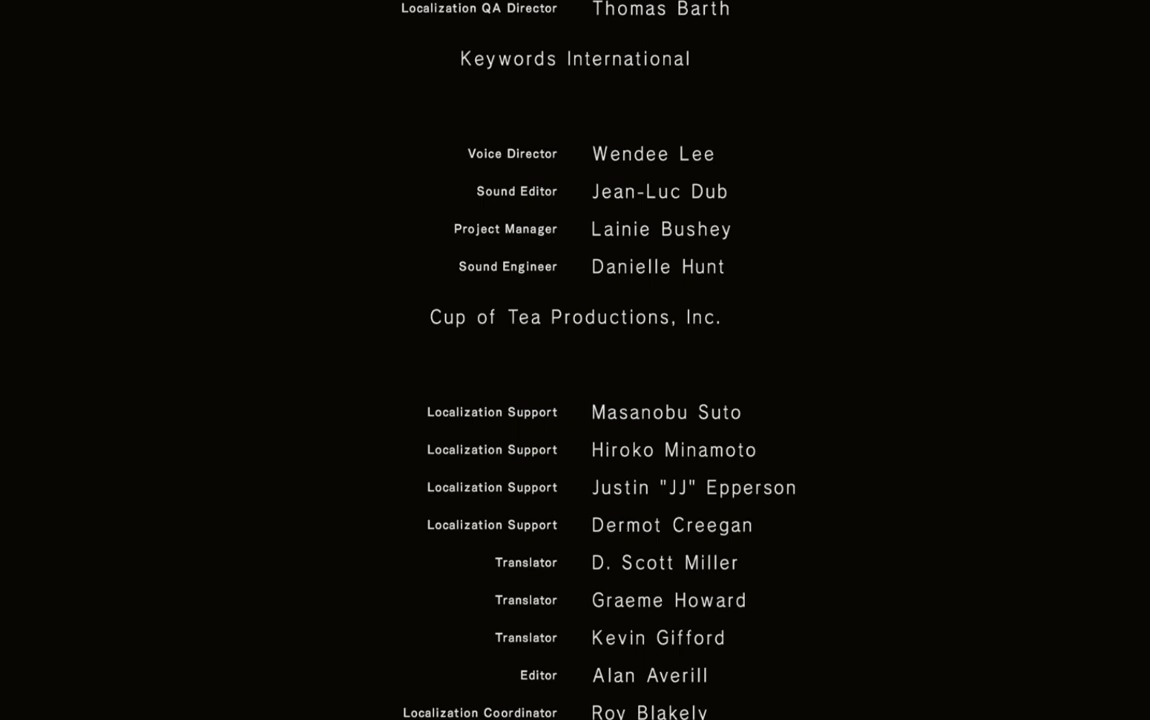 Localization QA Director Thomas Barth
Keywords International
Voice Director Wendee Lee
Sound Editor Jean-Luc Dub
Project Manager Lainie Bushey
Sound Engineer Danielle Hunt
Cup of Tea Productions, Inc.
Localization Support Masanobu Suto
Localization Support Hiroko Minamoto
Localization Support Justin "JJ" Epperson
Localization Support Dermot Creegan
Translator D. Scott Miller
Translator Graeme Howard
Translator Kevin Gifford
Editor Alan Averill
Localization Coordinator Roy Blakely